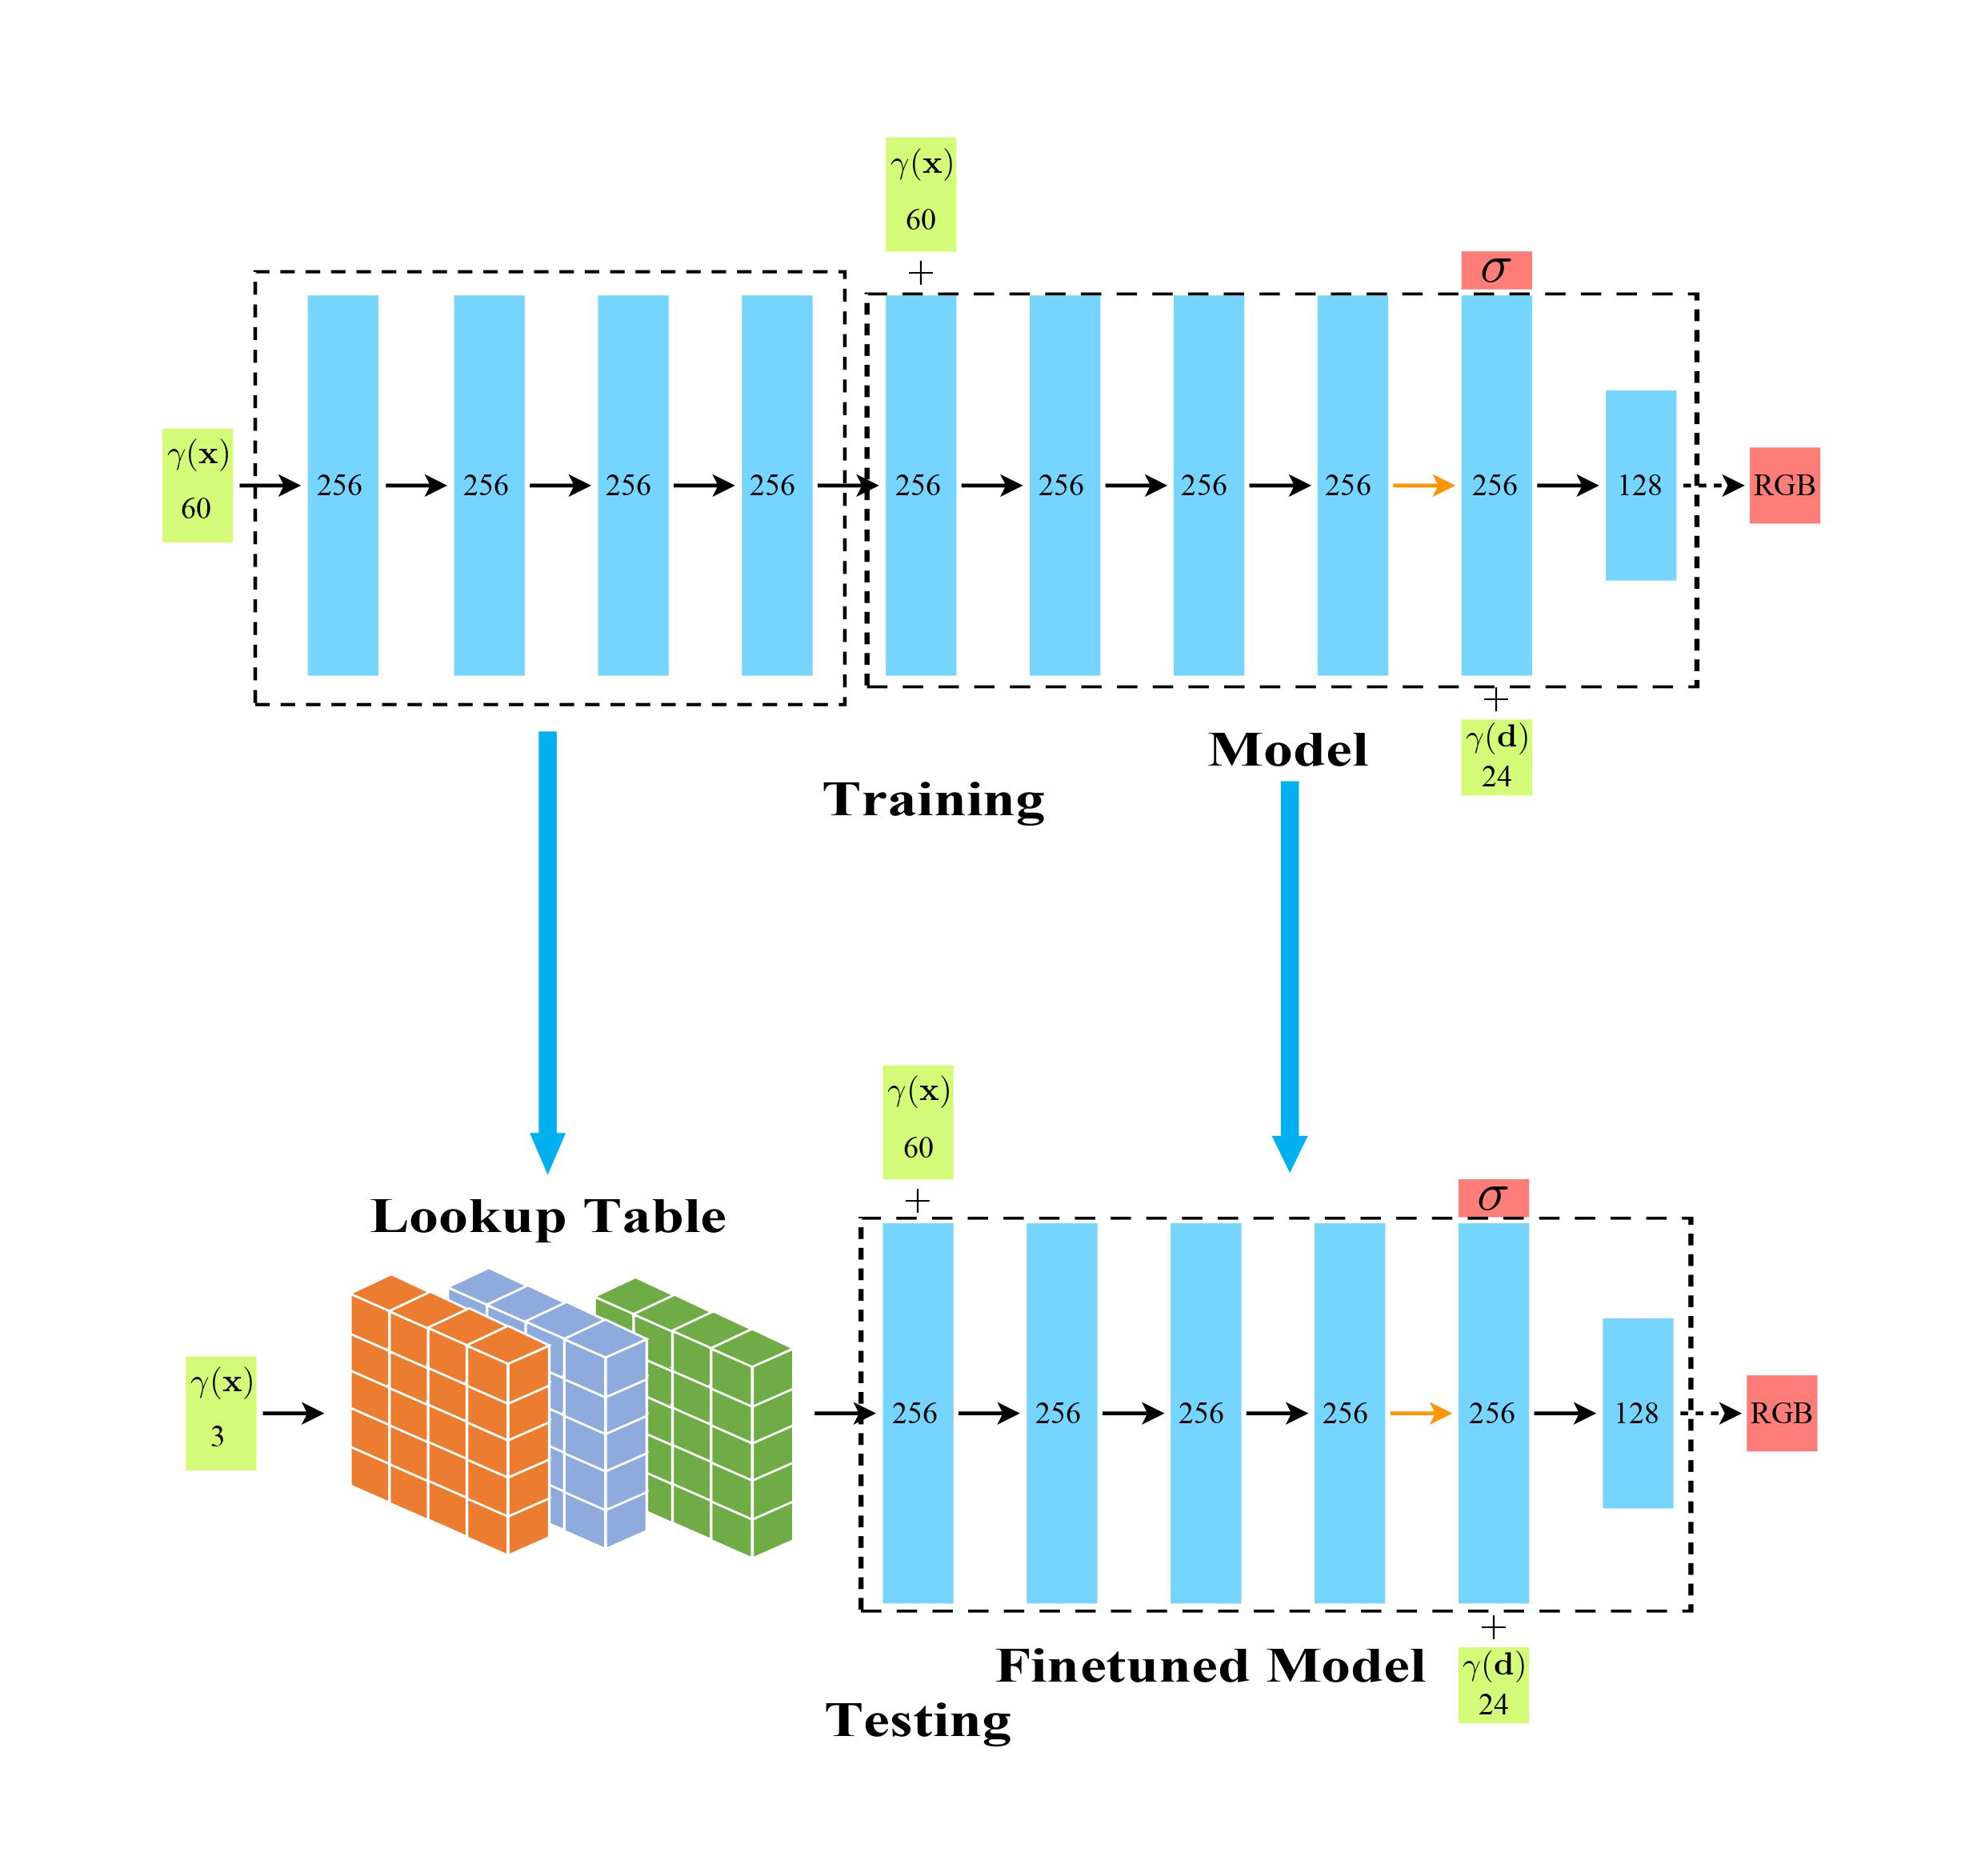 γ(x)
60
+
σ
γ(x)
60
256
256
256
256
256
256
256
256
256
128
RGB
+
γ(d)
24
Model
Training
γ(x)
60
+
σ
Lookup Table
γ(x)
3
256
256
256
256
256
128
RGB
+
γ(d)
24
Finetuned Model
Testing